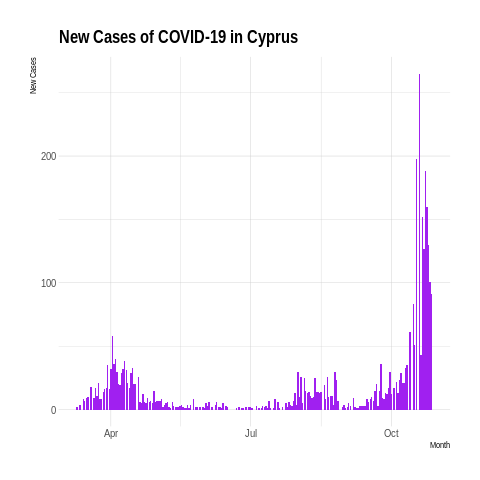 New Cases of COVID-19 in Cyprus
New Cases
200
100
0
Apr Jul Oct
Month